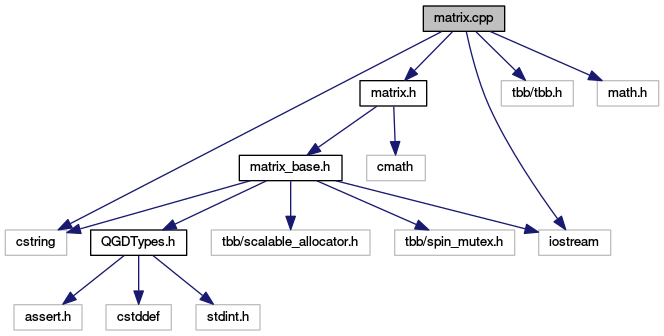 matrix.cpp
matrix.h
tbb/tbb.h
math.h
matrix_base.h
cmath
cstring
QGDTypes.h
tbb/scalable_allocator.h
tbb/spin_mutex.h
iostream
assert.h
cstddef
stdint.h